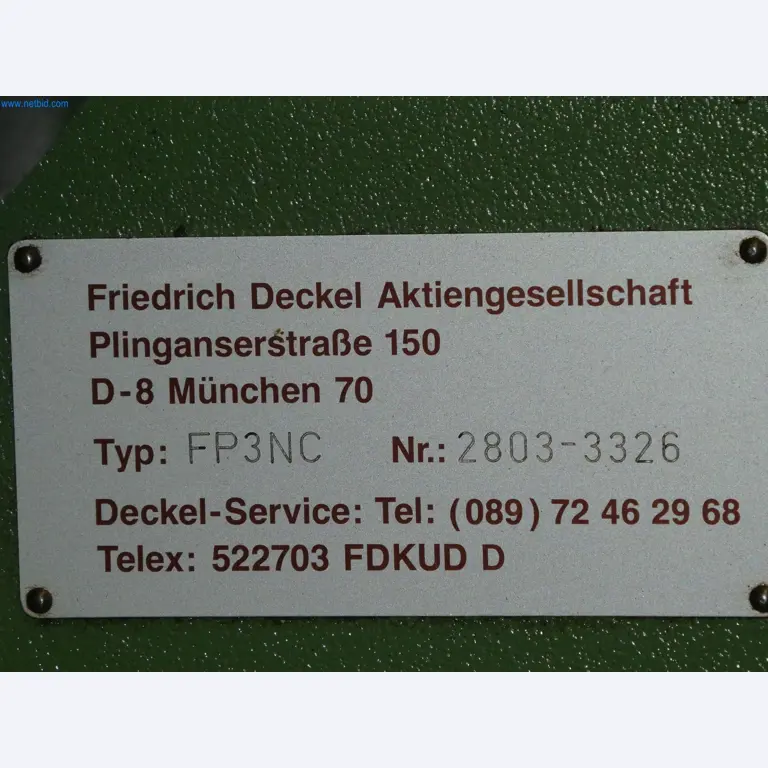 www.netbid.com
Friedrich Deckel Aktiengesellschaft
Plinganserstraße 150
D-8 München 70
Typ: FP3NC Nr.: 2803-3326
Deckel-Service: Tel: (089) 72 46 29 68
Telex: 522703 FDKUD D